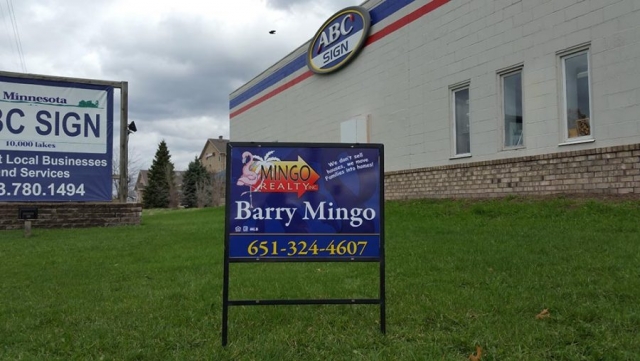 ABC
SIGN
Minnesota
BC SIGN
10,000 lakes
t Local Businesses
nd Services
3.780.1494
MINGO
REALTY INC
We don't sell
houses, we move
Families into homes!
Barry Mingo
651-324-4607